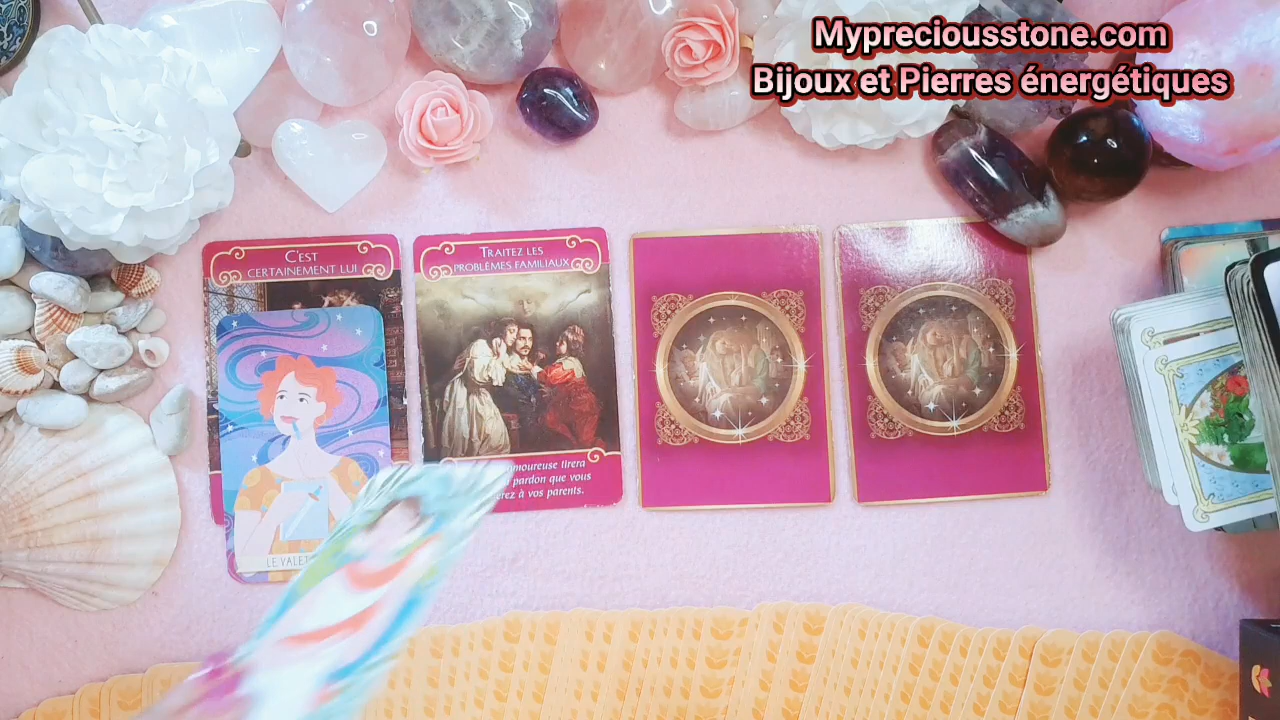 Mypreciousstone.com
Bijoux et Pierres énergétiques
C'EST
CERTAINEMENT LUI
TRAITEZ LES
PROBLÈMES FAMILIAUX
moureuse tirera
pardon que vous
erez à vos parents.
LE VALET